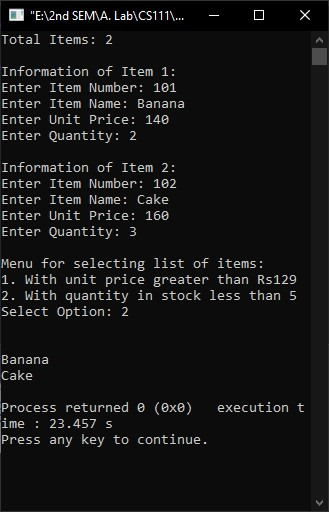 "E:\2nd SEM\A. Lab\CS111\...
Total Items: 2
Information of Item 1:
Enter Item Number: 101
Enter Item Name: Banana
Enter Unit Price: 140
Enter Quantity: 2
Information of Item 2:
Enter Item Number: 102
Enter Item Name: Cake
Enter Unit Price: 160
Enter Quantity: 3
Menu for selecting list of items:
1. With unit price greater than Rs129
2. With quantity in stock less than 5
Select Option: 2
Banana
Cake
Process returned 0 (0x0)   execution t
ime : 23.457 s
Press any key to continue.